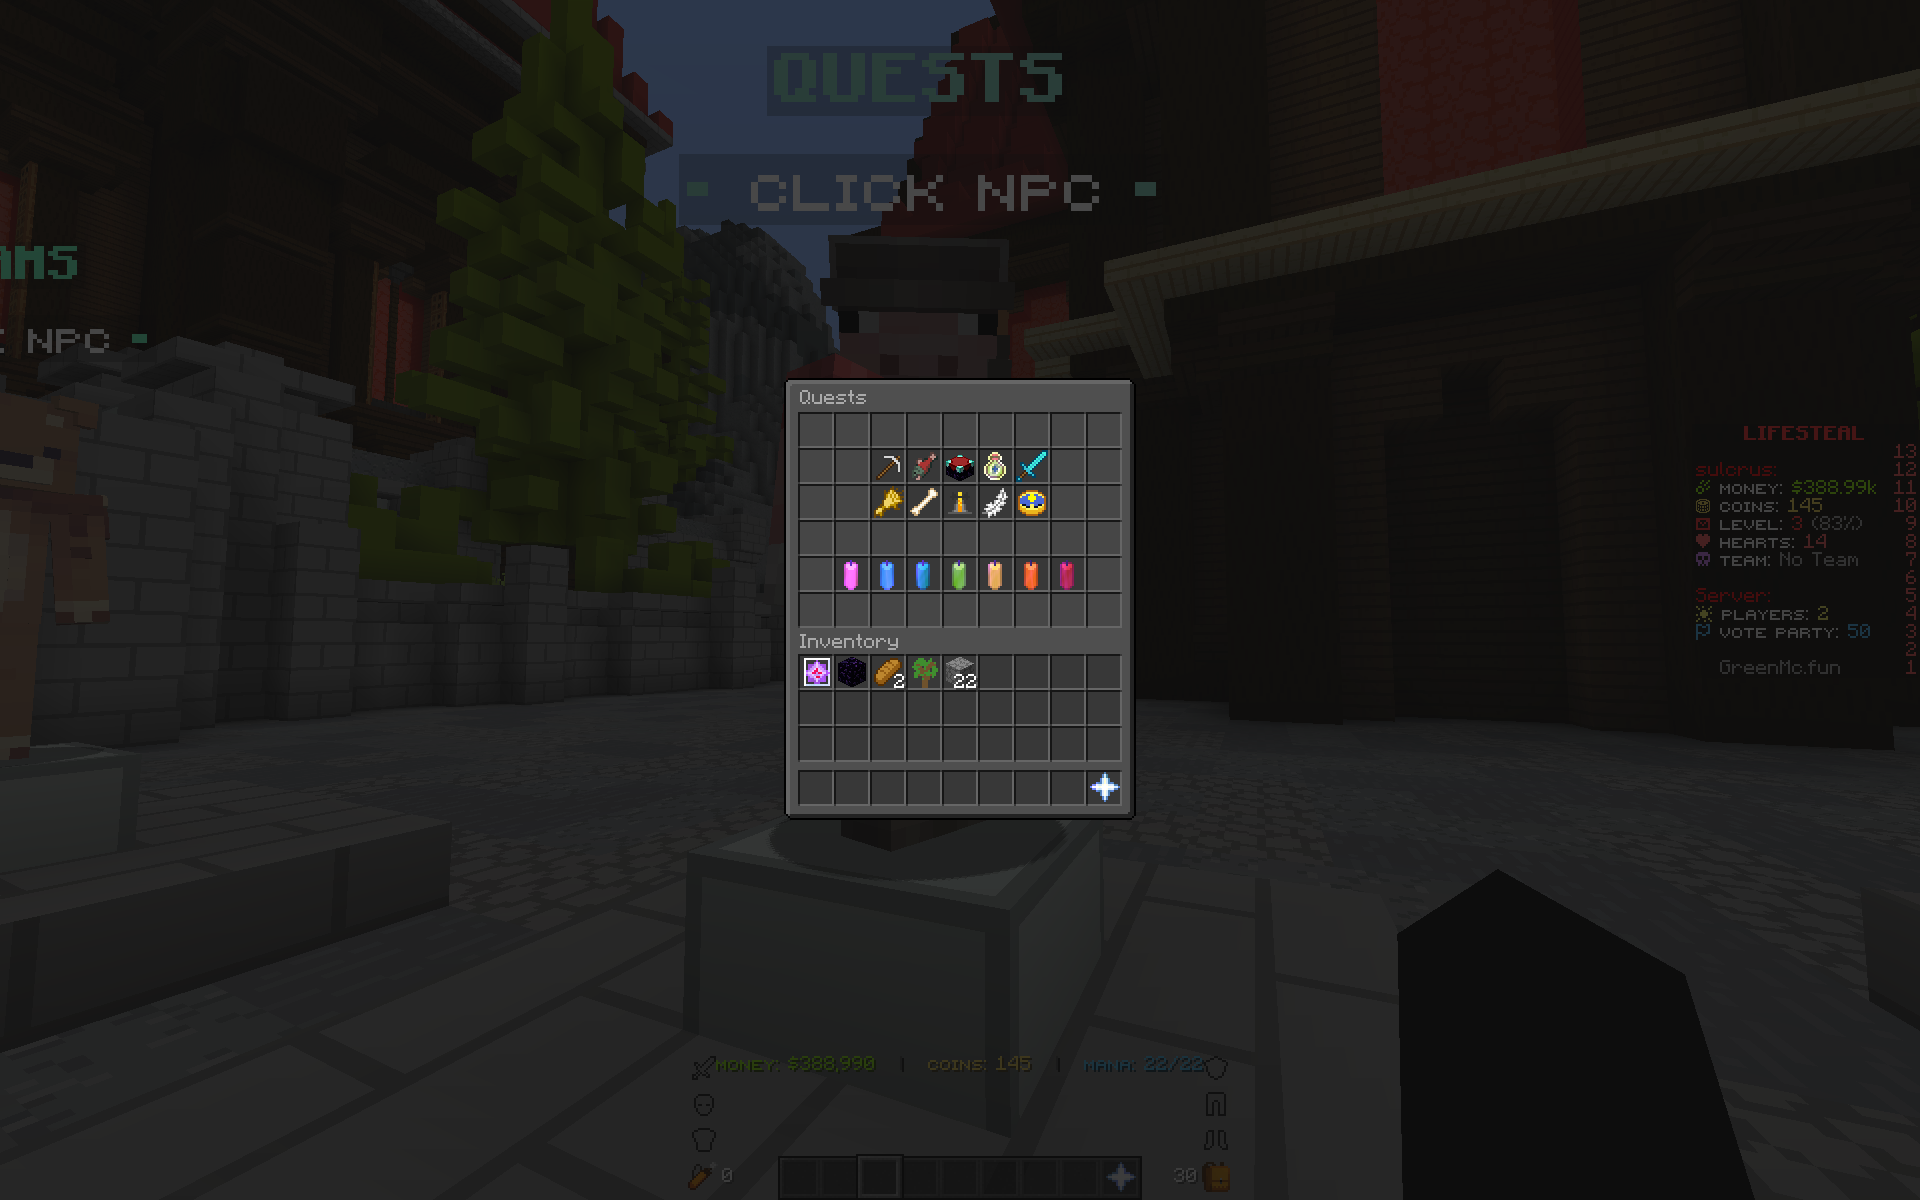 QUESTS
CLICK NPC
AMS
NPC
Quests
Inventory
2
22
LIFESTEAL
13
sulcrus:
12
MONEY: $388.99k
11
COINS: 145
10
LEVEL: 3 (83%)
9
HEARTS: 14
8
TEAM: No Team
7
6
Server:
5
PLAYERS: 2
4
VOTE PARTY: 50
3
2
GreenMc.fun
1
MONEY: $388,990 | COINS: 145 | MANA: 22/22
0
30